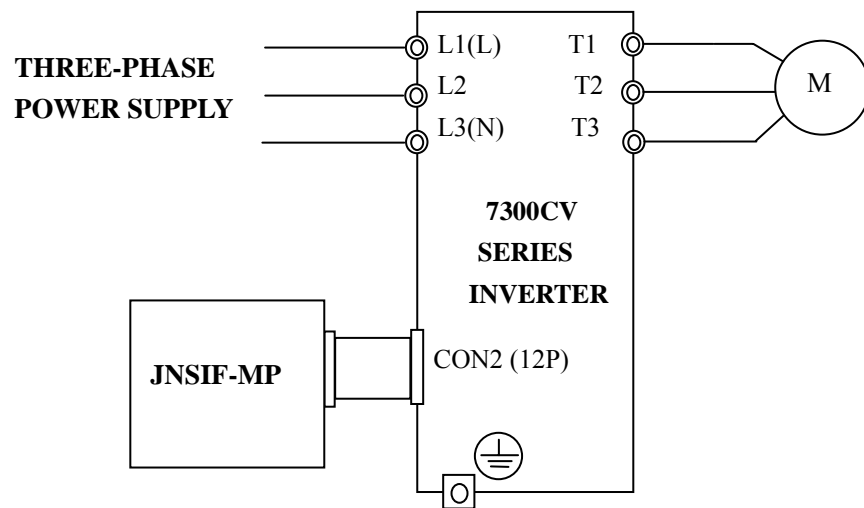 THREE-PHASE
POWER SUPPLY
L1(L)
L2
L3(N)
T1
T2
T3
M
7300CV
SERIES
INVERTER
JNSIF-MP
CON2 (12P)